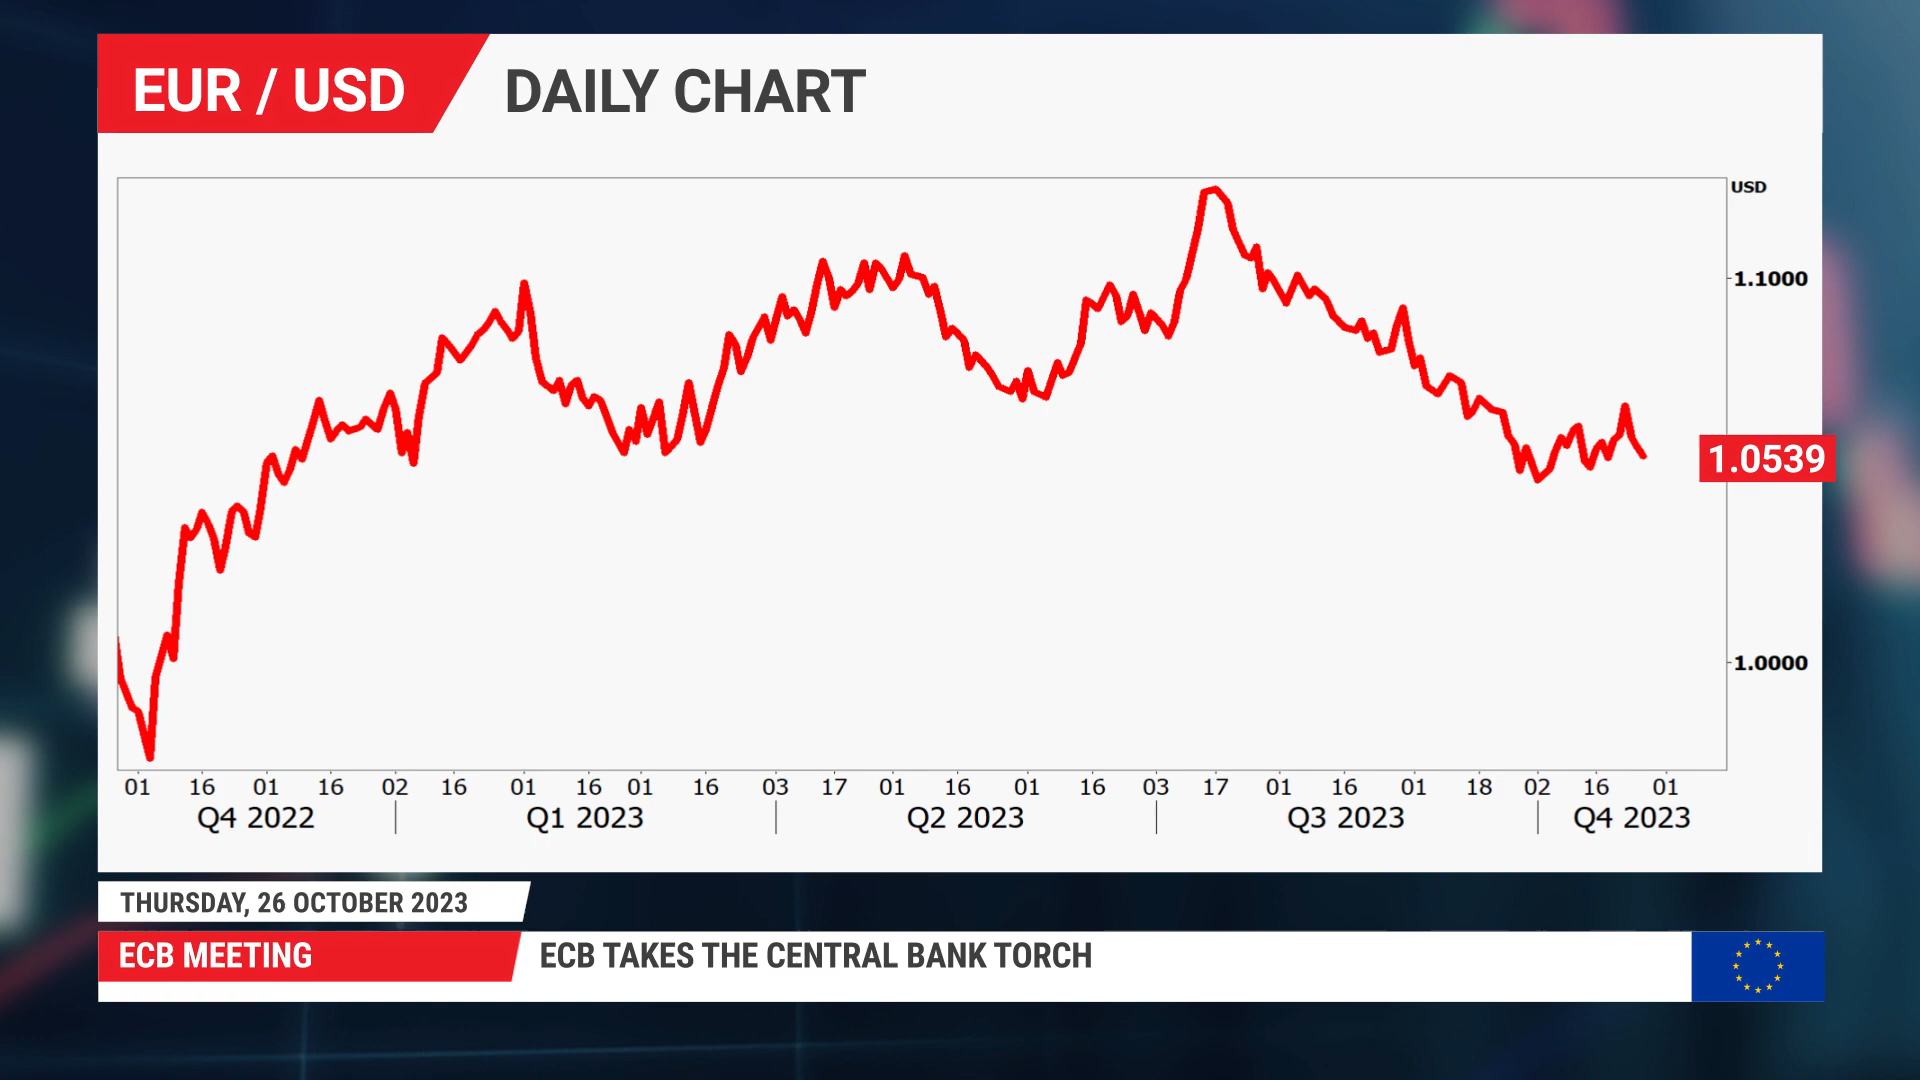 EUR / USD
DAILY CHART
USD
1.1000
1.0539
1.0000
01 16 01 16 02 16 01 16 01 16 03 17 01 16 01 16 03 17 01 16 01 18 02 16 01
Q4 2022 Q1 2023 Q2 2023 Q3 2023 Q4 2023
THURSDAY, 26 OCTOBER 2023
ECB MEETING
ECB TAKES THE CENTRAL BANK TORCH